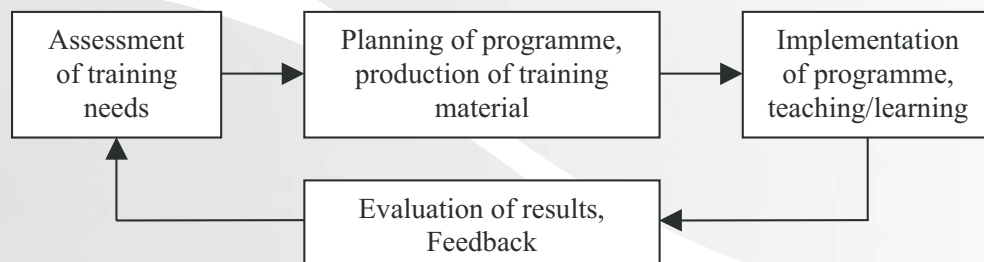 Assessment
of training
needs
Planning of programme,
production of training
material
Implementation
of programme,
teaching/learning
Evaluation of results,
Feedback